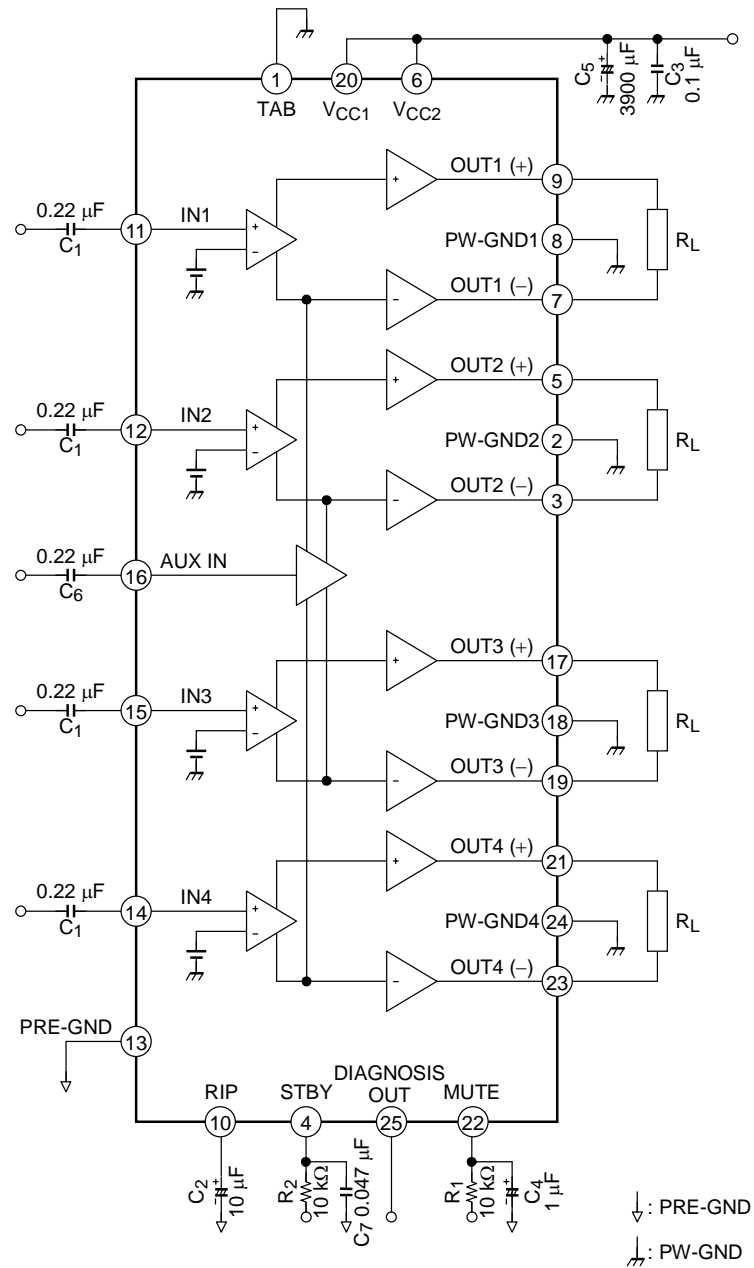 1
TAB
20
VCC1
6
VCC2
C5
3900 µF
C3
0.1 µF
+
−
0.22 µF
C1
11
IN1
+
−
+
OUT1 (+)
9
PW-GND1
8
RL
−
OUT1 (−)
7
0.22 µF
C1
12
IN2
+
−
+
OUT2 (+)
5
PW-GND2
2
RL
−
OUT2 (−)
3
0.22 µF
C6
16
AUX IN
0.22 µF
C1
15
IN3
+
−
+
OUT3 (+)
17
PW-GND3
18
RL
−
OUT3 (−)
19
0.22 µF
C1
14
IN4
+
−
+
OUT4 (+)
21
PW-GND4
24
RL
−
OUT4 (−)
23
PRE-GND
13
RIP
10
STBY
4
DIAGNOSIS
OUT
25
MUTE
22
C2
+
−
10 µF
R2
10 kΩ
C7 0.047 µF
R1
10 kΩ
+
−
C4
1 µF
: PRE-GND
: PW-GND